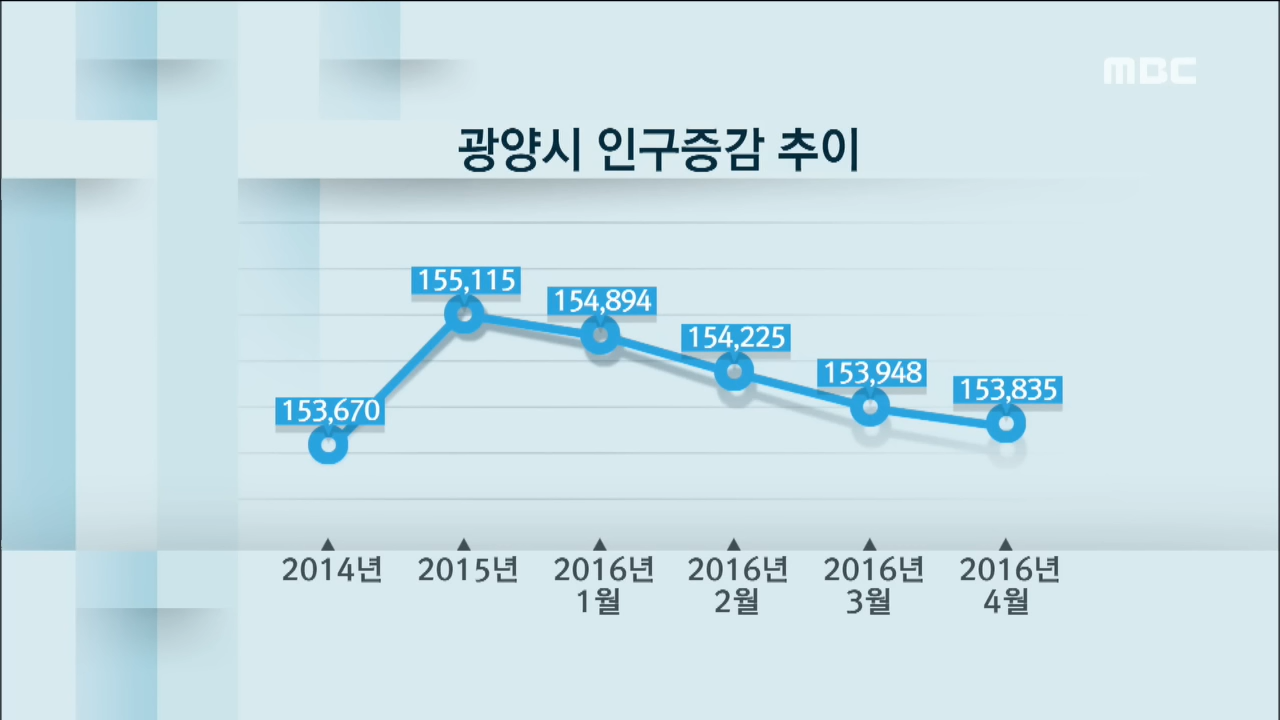 MBC
광양시 인구증감 추이
155,115
154,894
154,225
153,948
153,835
153,670
2014년
2015년
2016년
1월
2016년
2월
2016년
3월
2016년
4월